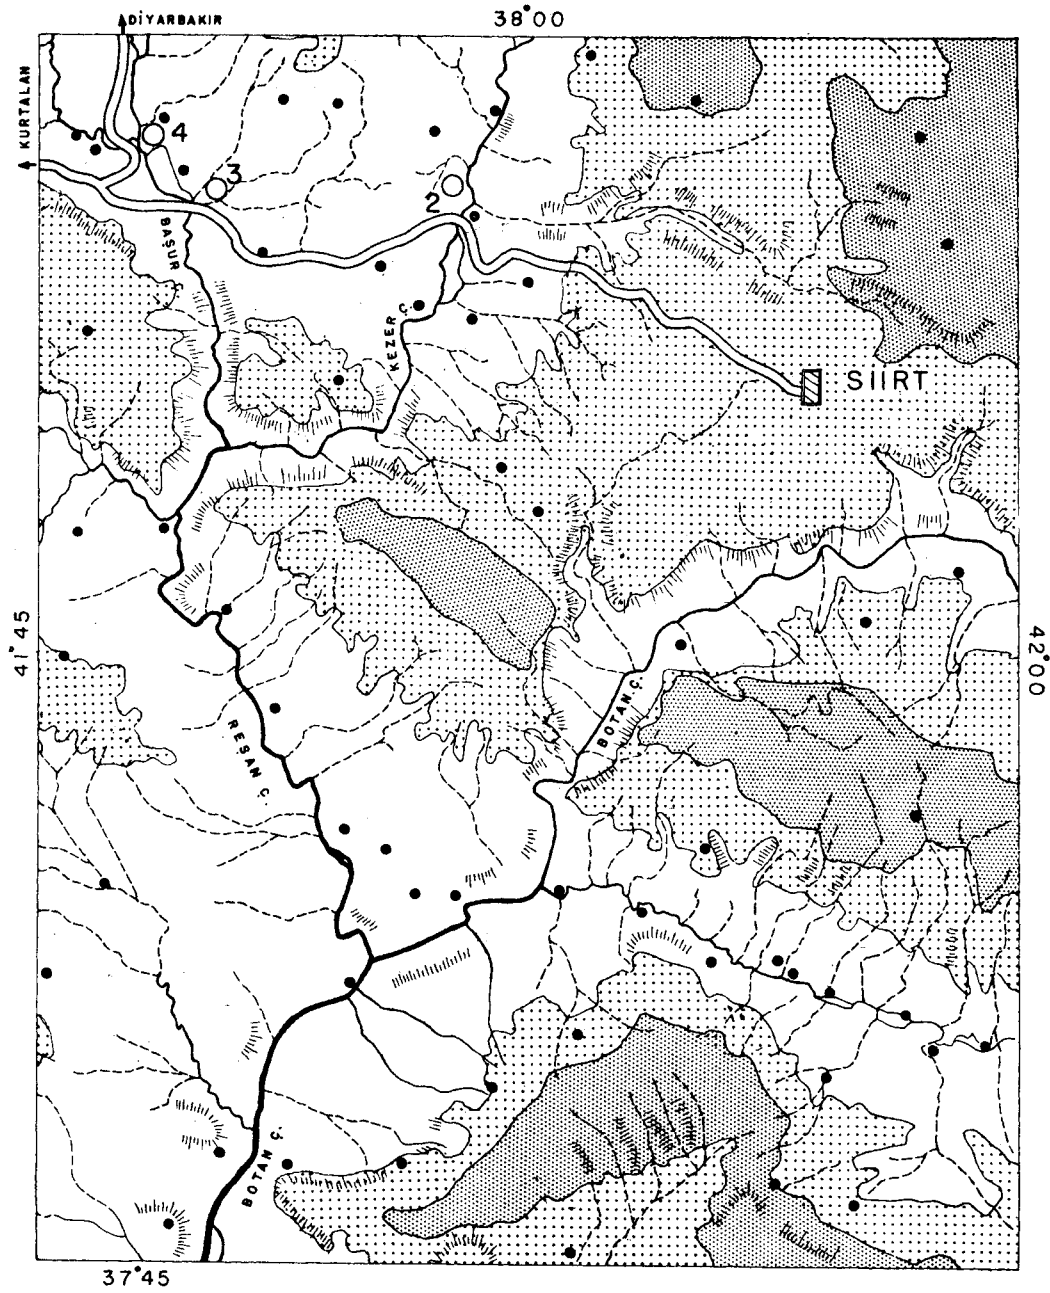 DİYARBAKIR
38°00
KURTALAN
4
3
2
BAŞUR Ç.
KEZER Ç.
SİİRT
41°45
42°00
BOTAN Ç.
REŞAN Ç.
BOTAN Ç.
37°45